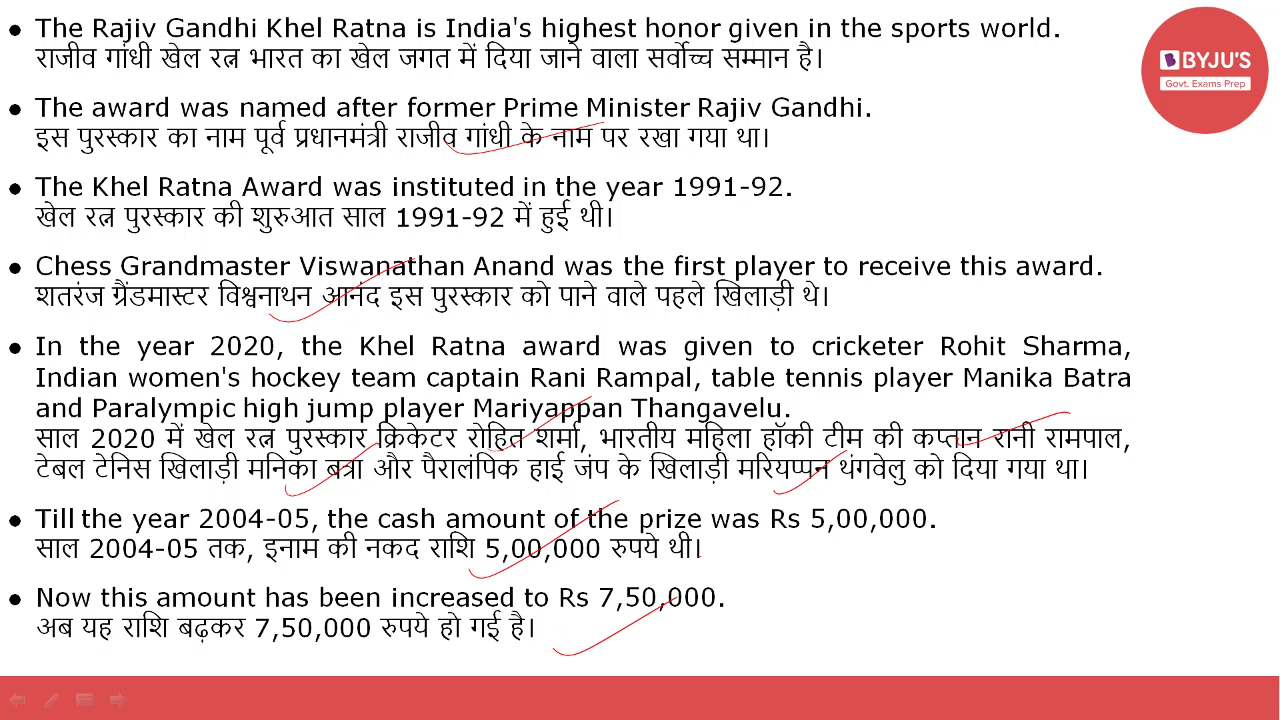 • The Rajiv Gandhi Khel Ratna is India's highest honor given in the sports world.
राजीव गांधी खेल रत्न भारत का खेल जगत में दिया जाने वाला सर्वोच्च सम्मान है।
BYJU'S
Govt. Exams Prep
• The award was named after former Prime Minister Rajiv Gandhi.
इस पुरस्कार का नाम पूर्व प्रधानमंत्री राजीव गांधी के नाम पर रखा गया था।
• The Khel Ratna Award was instituted in the year 1991-92.
खेल रत्न पुरस्कार की शुरुआत साल 1991-92 में हुई थी।
• Chess Grandmaster Viswanathan Anand was the first player to receive this award.
शतरंज ग्रैंडमास्टर विश्वनाथन आनंद इस पुरस्कार को पाने वाले पहले खिलाड़ी थे।
• In the year 2020, the Khel Ratna award was given to cricketer Rohit Sharma,
Indian women's hockey team captain Rani Rampal, table tennis player Manika Batra
and Paralympic high jump player Mariyappan Thangavelu.
साल 2020 में खेल रत्न पुरस्कार क्रिकेटर रोहित शर्मा, भारतीय महिला हॉकी टीम की कप्तान रानी रामपाल,
टेबल टेनिस खिलाड़ी मनिका बत्रा और पैरालंपिक हाई जंप के खिलाड़ी मरियप्पन थंगवेलु को दिया गया था।
• Till the year 2004-05, the cash amount of the prize was Rs 5,00,000.
साल 2004-05 तक, इनाम की नकद राशि 5,00,000 रुपये थी।
• Now this amount has been increased to Rs 7,50,000.
अब यह राशि बढ़कर 7,50,000 रुपये हो गई है।